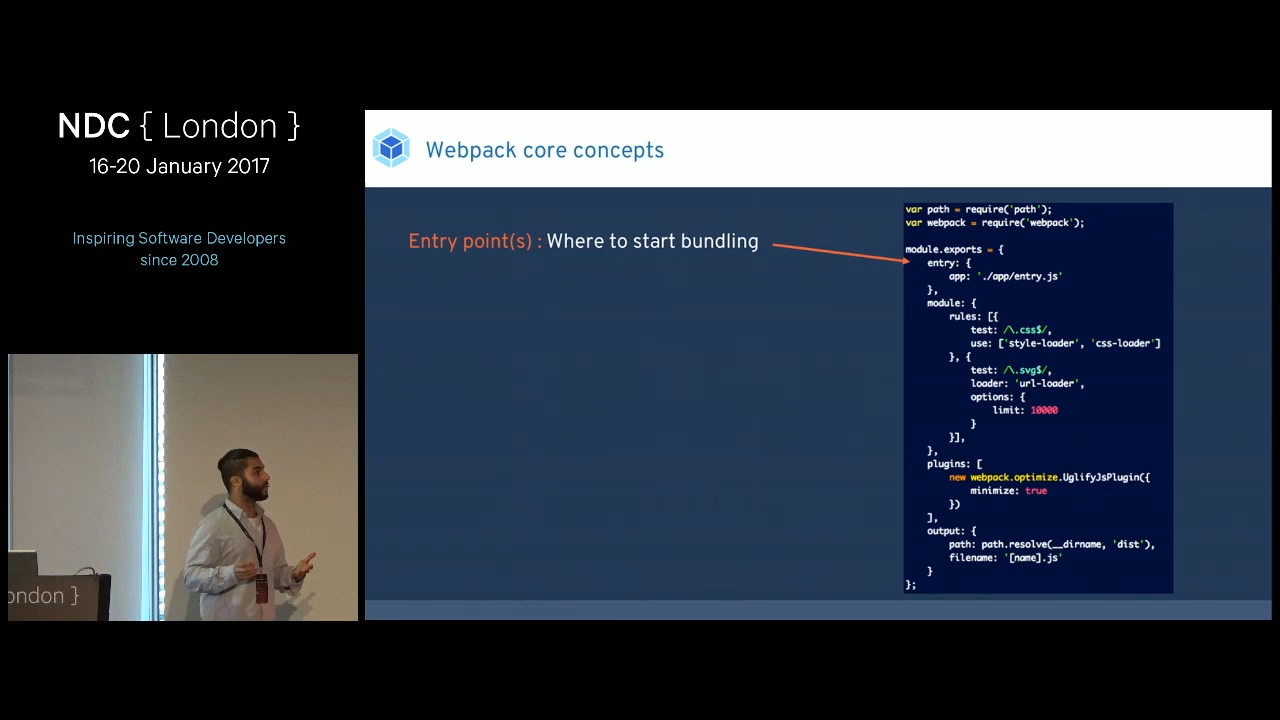 NDC { London }
16-20 January 2017
Inspiring Software Developers
since 2008
Webpack core concepts
Entry point(s) : Where to start bundling
var path = require('path');
var webpack = require('webpack');
module.exports = {
entry: {
app: './app/entry.js'
},
module: {
rules: [{
test: /\.css$/,
use: ['style-loader', 'css-loader']
}, {
test: /\.svg$/,
loader: 'url-loader',
options: {
limit: 10000
}
}],
},
plugins: [
new webpack.optimize.UglifyJsPlugin({
minimize: true
})
],
output: {
path: path.resolve(__dirname, 'dist'),
filename: '[name].js'
}
};
ondon }